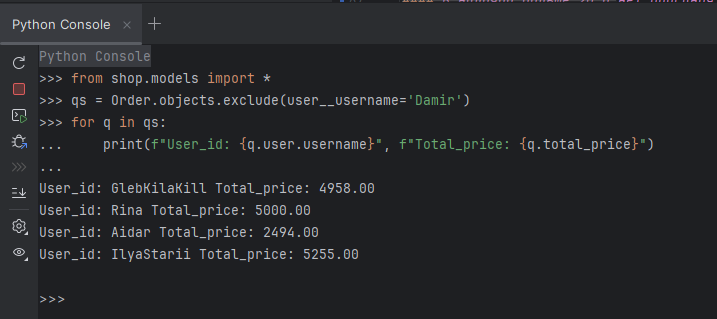 Python Console
Python Console
>>> from shop.models import *
>>> qs = Order.objects.exclude(user__username='Damir')
>>> for q in qs:
...     print(f"User_id: {q.user.username}", f"Total_price: {q.total_price}")
...
User_id: GlebKilaKill Total_price: 4958.00
User_id: Rina Total_price: 5000.00
User_id: Aidar Total_price: 2494.00
User_id: IlyaStarii Total_price: 5255.00
>>>